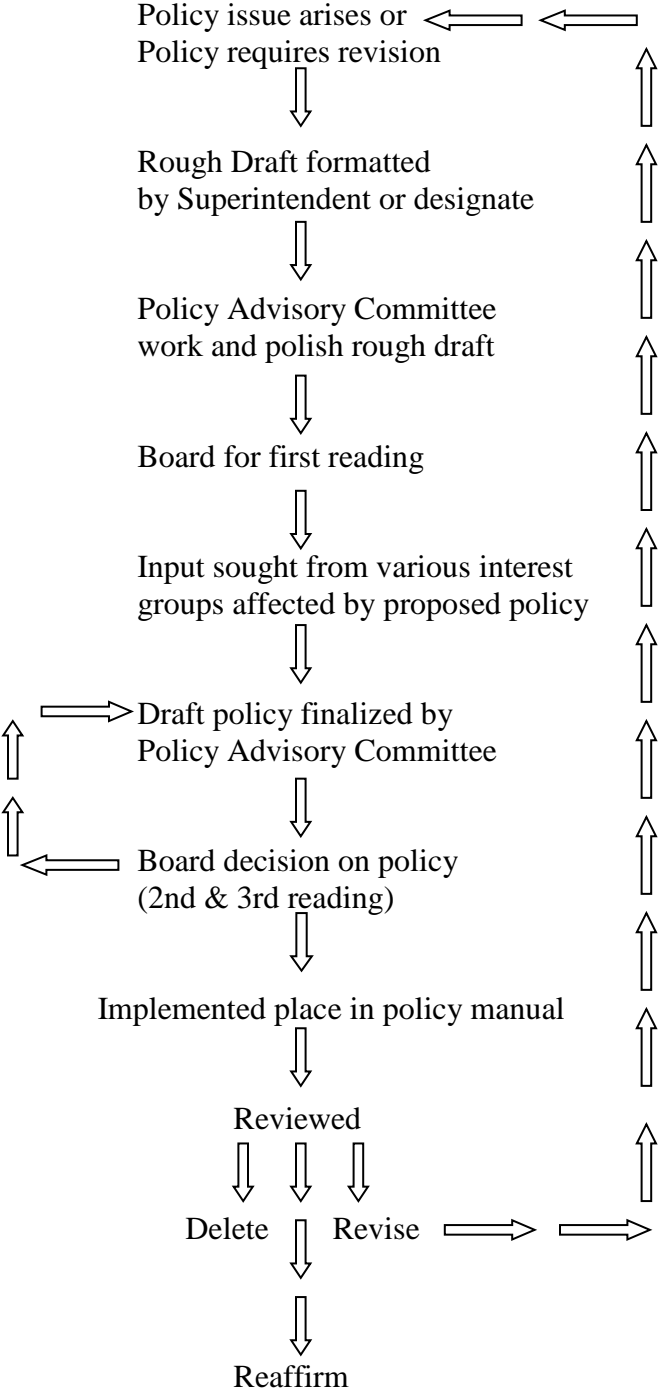 Policy issue arises or
Policy requires revision
Rough Draft formatted
by Superintendent or designate
Policy Advisory Committee
work and polish rough draft
Board for first reading
Input sought from various interest
groups affected by proposed policy
Draft policy finalized by
Policy Advisory Committee
Board decision on policy
(2nd & 3rd reading)
Implemented place in policy manual
Reviewed
Delete Revise
Reaffirm